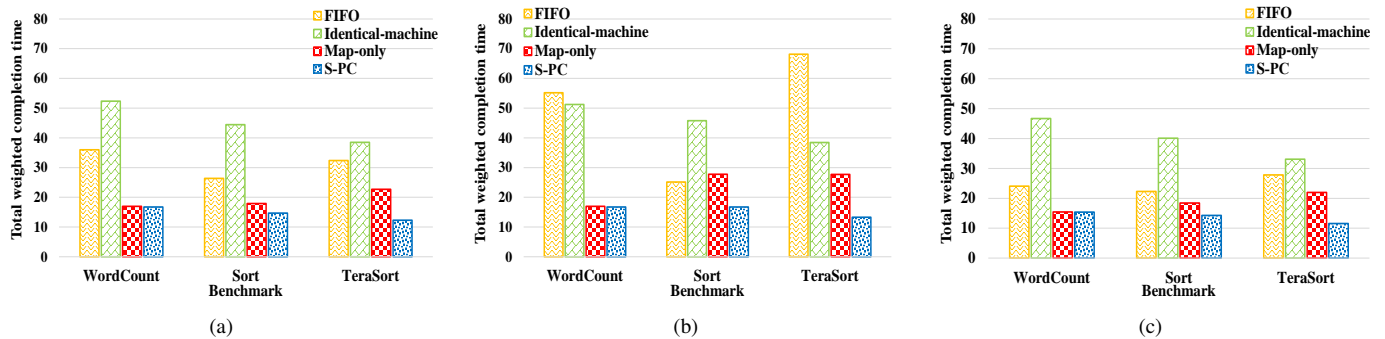 Total weighted completion time
80
70
60
50
40
30
20
10
0
FIFO
Identical-machine
Map-only
S-PC
WordCount
Sort
TeraSort
Benchmark
(a)
Total weighted completion time
80
70
60
50
40
30
20
10
0
FIFO
Identical-machine
Map-only
S-PC
WordCount
Sort
TeraSort
Benchmark
(b)
Total weighted completion time
80
70
60
50
40
30
20
10
0
FIFO
Identical-machine
Map-only
S-PC
WordCount
Sort
TeraSort
Benchmark
(c)